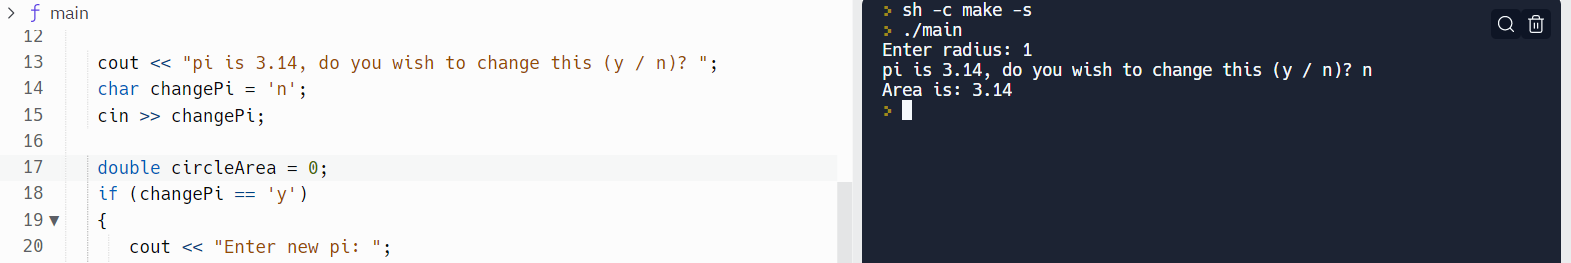 > ƒ main
12
13 cout << "pi is 3.14, do you wish to change this (y / n)? ";
14 char changePi = 'n';
15 cin >> changePi;
16
17 double circleArea = 0;
18 if (changePi == 'y')
19 ▼ {
20 cout << "Enter new pi: ";
> sh -c make -s
> ./main
Enter radius: 1
pi is 3.14, do you wish to change this (y / n)? n
Area is: 3.14
>